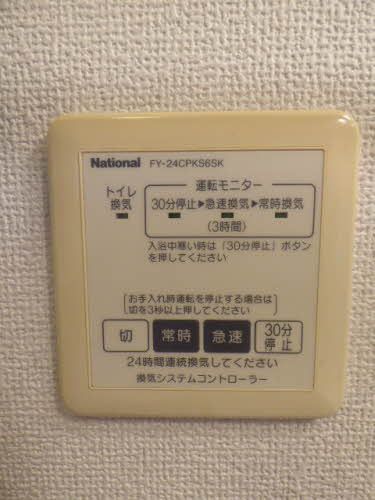 National FY-24CPKS6SK
トイレ
換気
運転モニター
30分停止▶急速換気▶常時換気
(3時間)
入浴中寒い時は「30分停止」ボタン
を押してください
お手入れ時運転を停止する場合は
切を3秒以上押してください
切 常時 急速 30分
停止
24時間連続換気してください
換気システムコントローラー